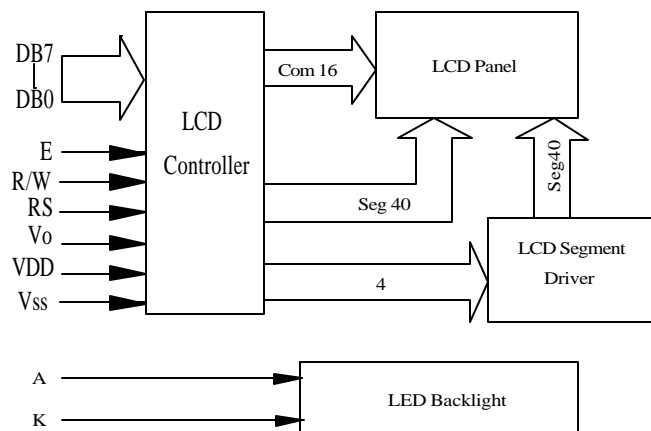 DB7
DB0
E
R/W
RS
Vo
VDD
Vss
LCD
Controller
Com 16
LCD Panel
Seg 40
Seg40
4
LCD Segment
Driver
A
K
LED Backlight